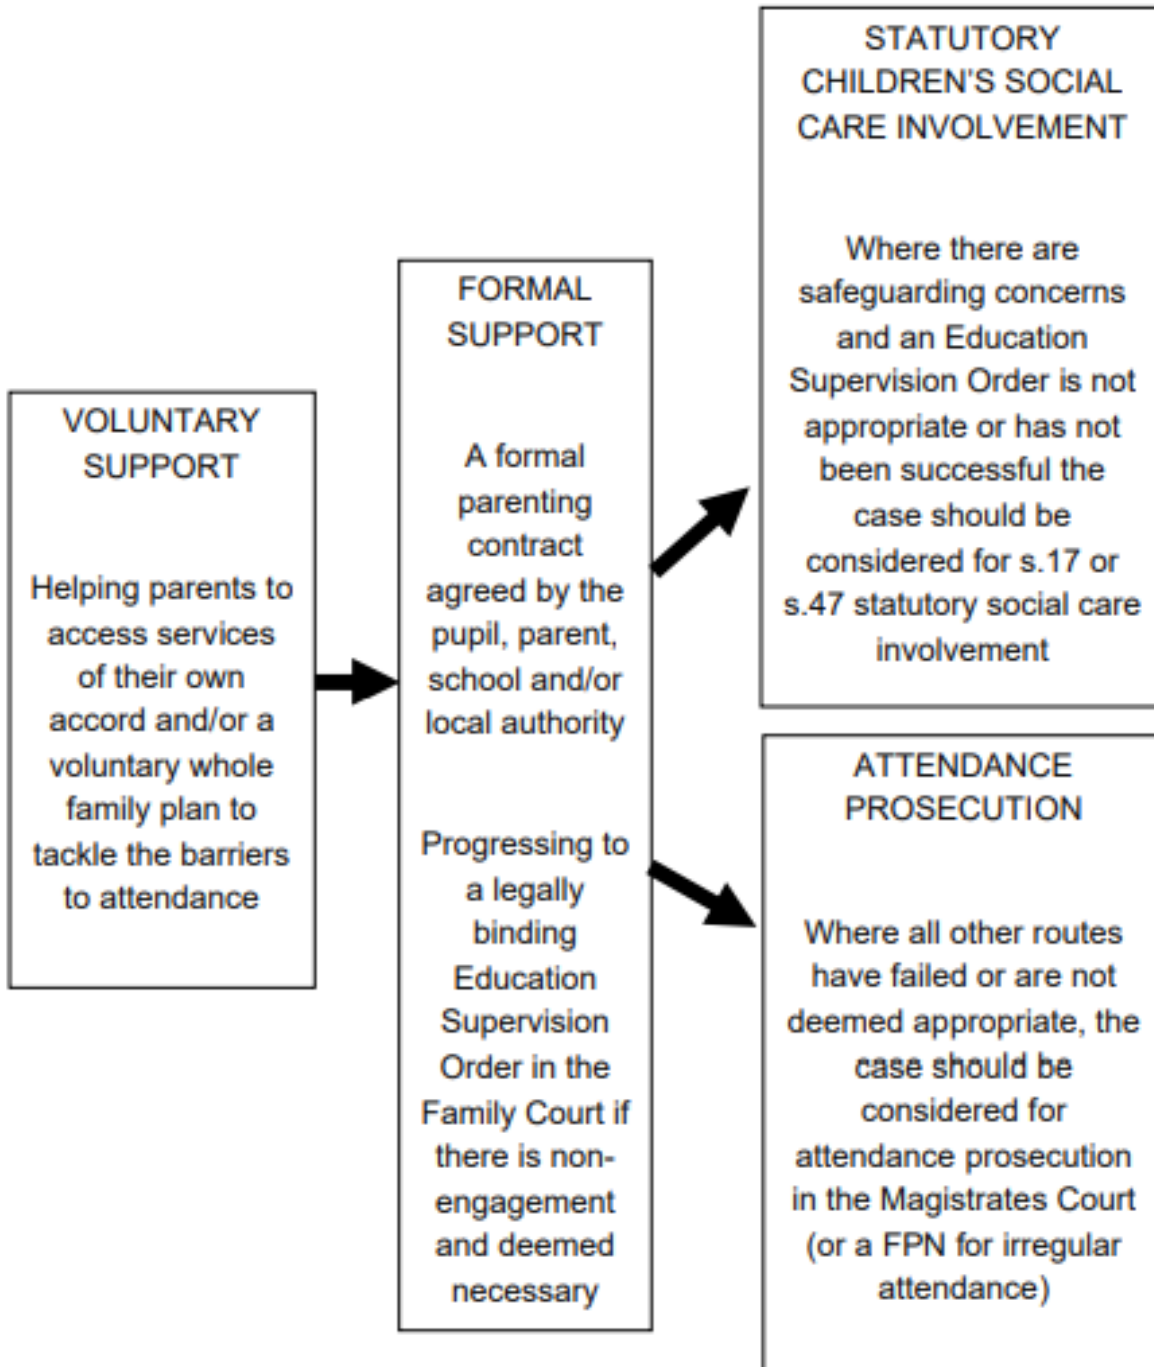 VOLUNTARY
SUPPORT
Helping parents to
access services
of their own
accord and/or a
voluntary whole
family plan to
tackle the barriers
to attendance
FORMAL
SUPPORT
A formal
parenting
contract
agreed by the
pupil, parent,
school and/or
local authority
Progressing to
a legally
binding
Education
Supervision
Order in the
Family Court if
there is non-
engagement
and deemed
necessary
STATUTORY
CHILDREN'S SOCIAL
CARE INVOLVEMENT
Where there are
safeguarding concerns
and an Education
Supervision Order is not
appropriate or has not
been successful the
case should be
considered for s.17 or
s.47 statutory social care
involvement
ATTENDANCE
PROSECUTION
Where all other routes
have failed or are not
deemed appropriate, the
case should be
considered for
attendance prosecution
in the Magistrates Court
(or a FPN for irregular
attendance)